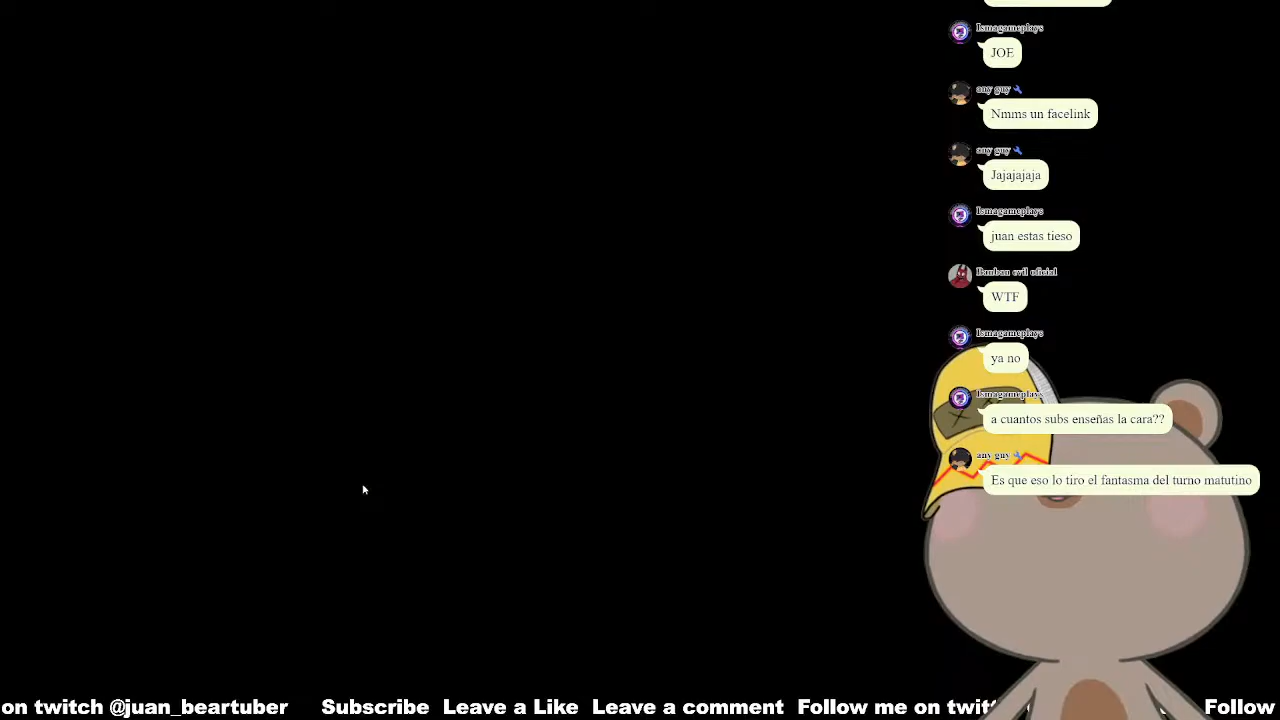 Ismagameplays
JOE
any guy
Nmms un facelink
any guy
Jajajajaja
Ismagameplays
juan estas tieso
Banban evil oficial
WTF
Ismagameplays
ya no
Ismagameplays
a cuantos subs enseñas la cara??
any guy
Es que eso lo tiro el fantasma del turno matutino
on twitch @juan_beartuber Subscribe Leave a Like Leave a comment Follow me on Follow